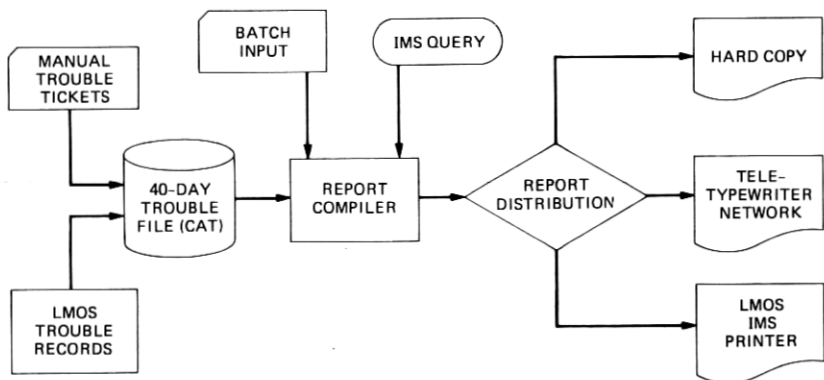 MANUAL
TROUBLE
TICKETS
BATCH
INPUT
IMS QUERY
HARD COPY
40-DAY
TROUBLE
FILE (CAT)
REPORT
COMPILER
REPORT
DISTRIBUTION
TELE-
TYPEWRITER
NETWORK
LMOS
TROUBLE
RECORDS
LMOS
IMS
PRINTER